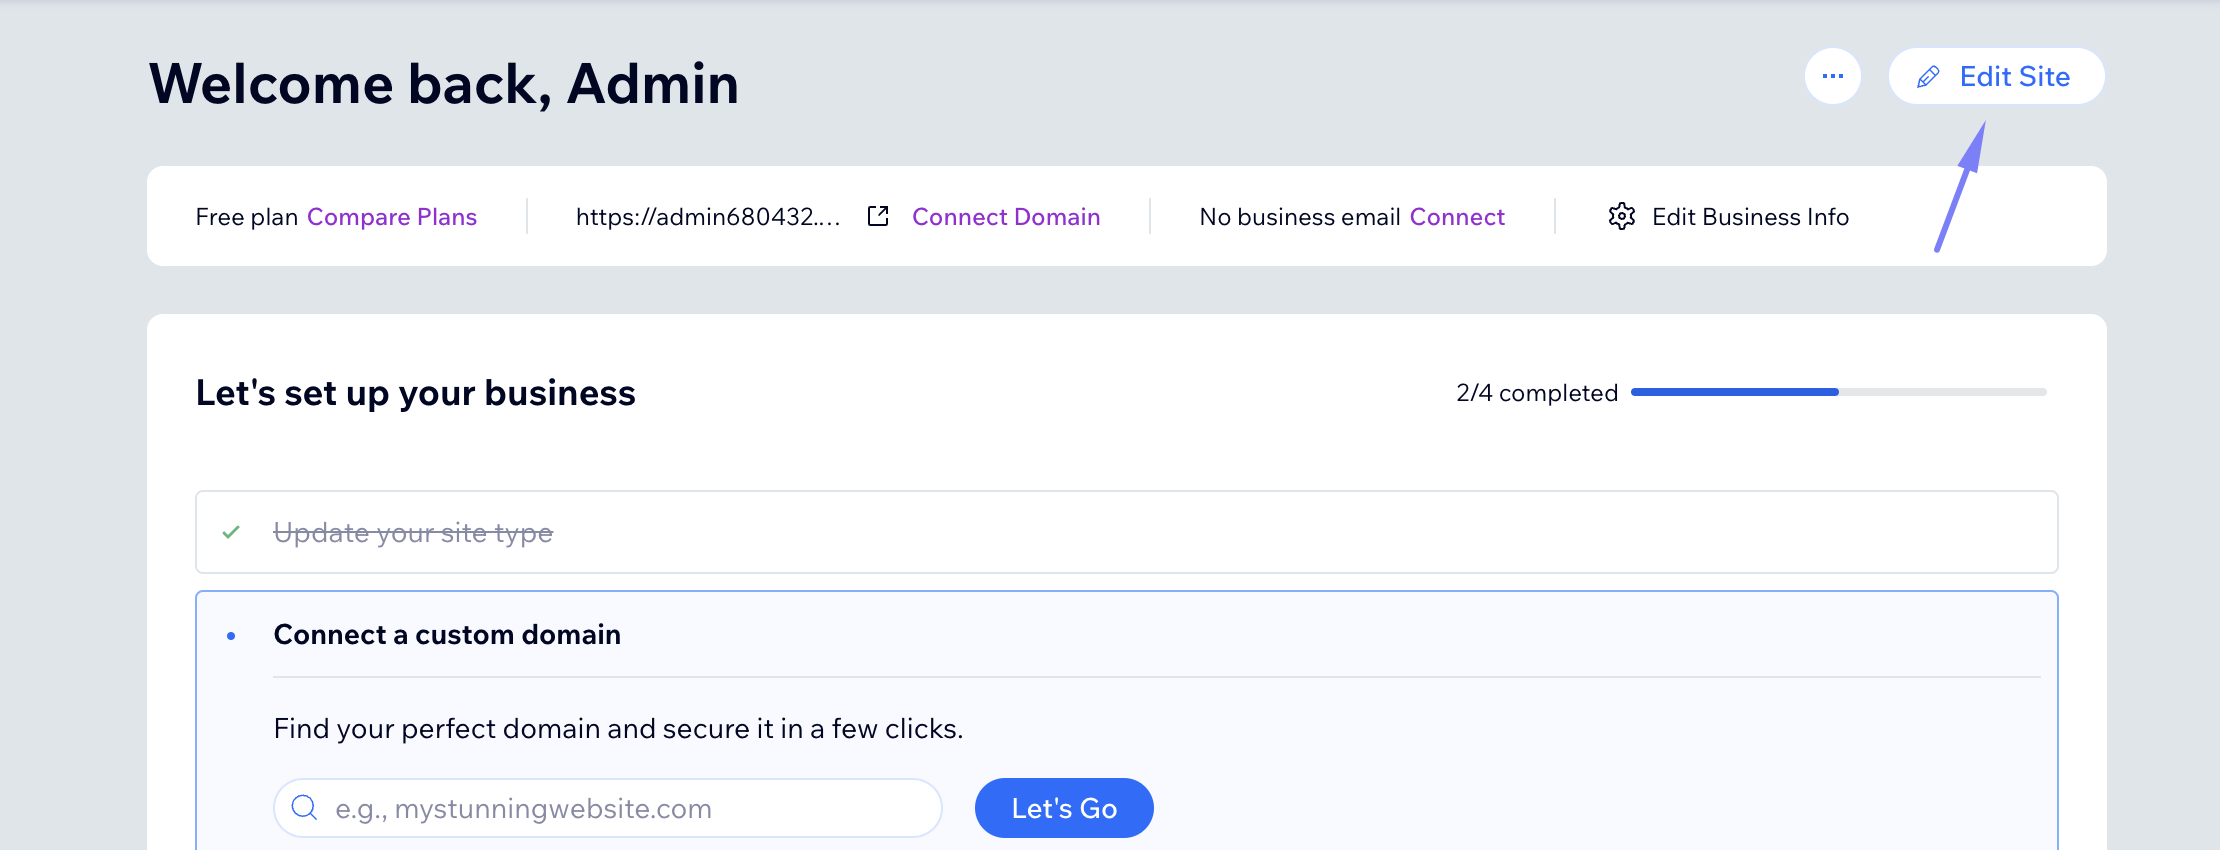 Welcome back, Admin
... Edit Site
Free plan Compare Plans https://admin680432.... Connect Domain No business email Connect Edit Business Info
Let's set up your business
2/4 completed
Update your site type
Connect a custom domain
Find your perfect domain and secure it in a few clicks.
e.g., mystunningwebsite.com Let's Go